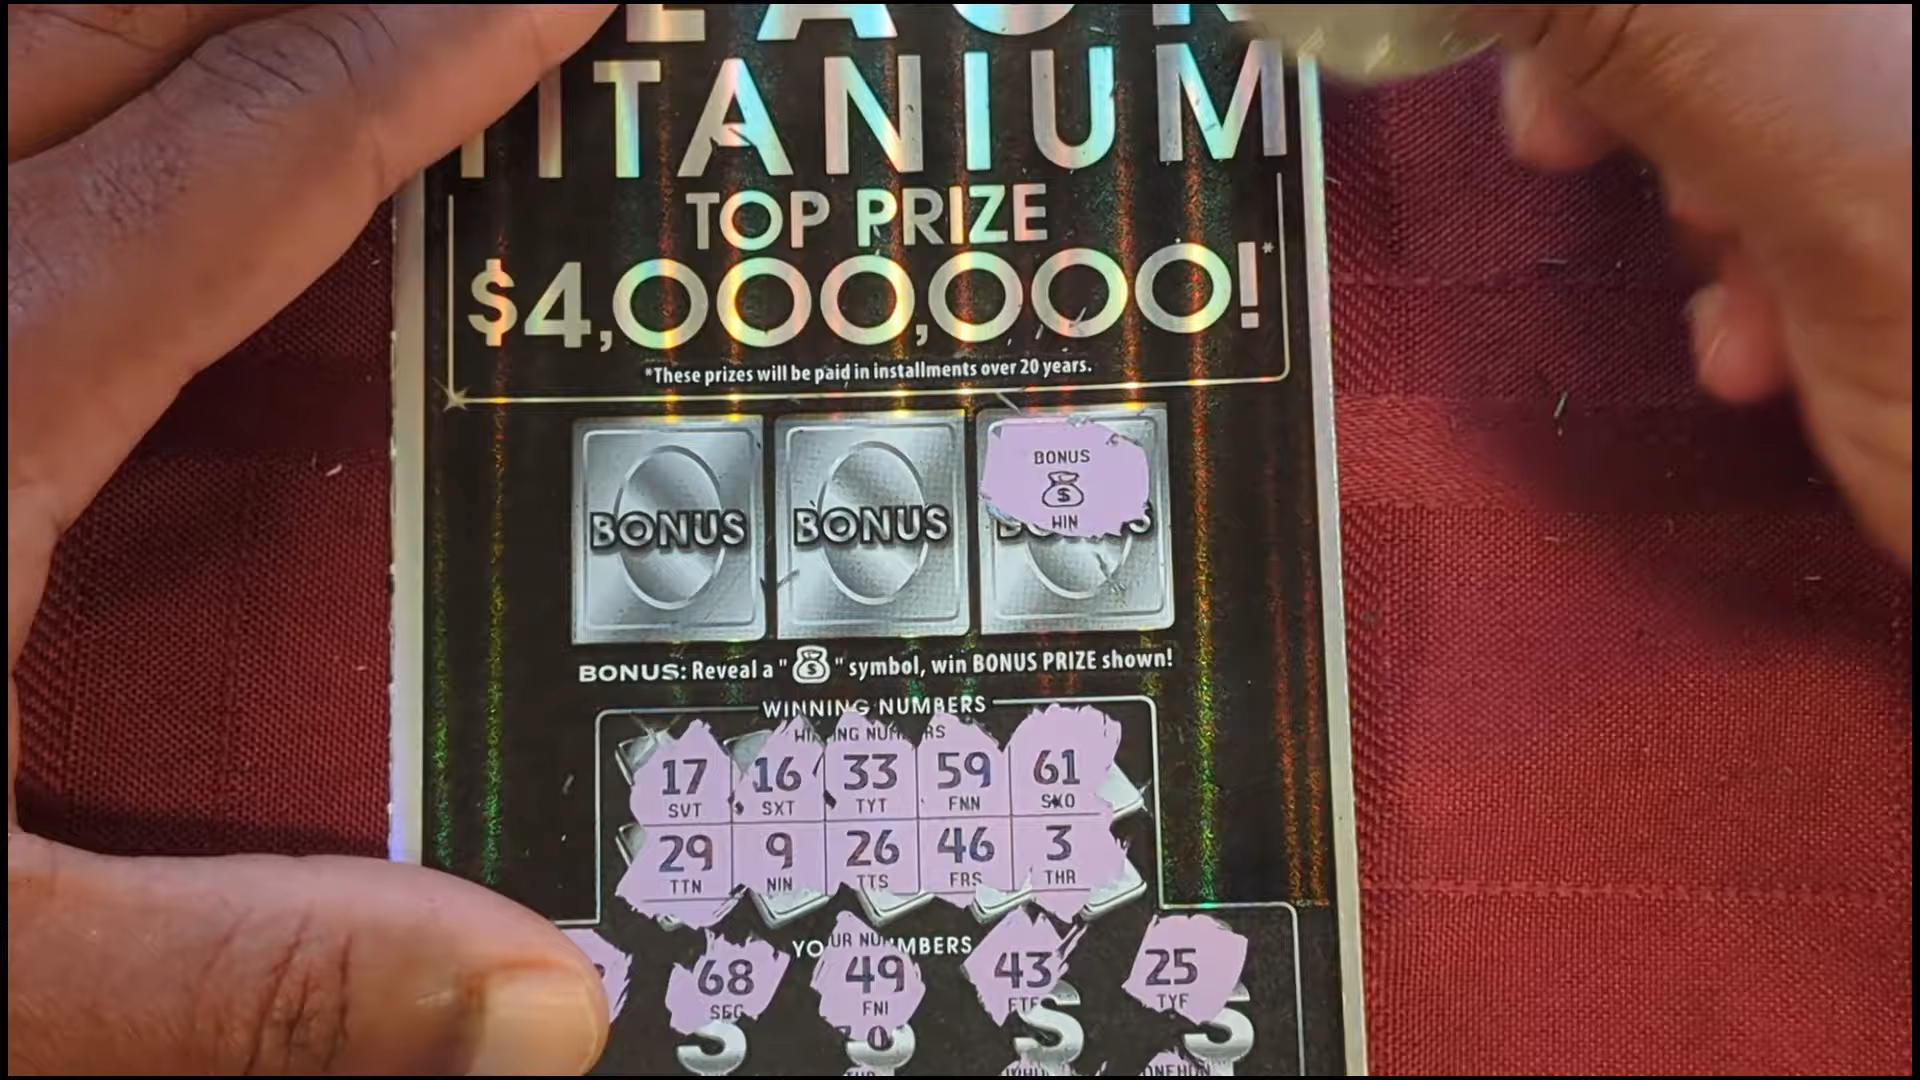 TITANIUM
TOP PRIZE
$4,000,000!*
*These prizes will be paid in installments over 20 years.
BONUS BONUS BONUS
WIN
BONUS: Reveal a " $ " symbol, win BONUS PRIZE shown!
WINNING NUMBERS
17 16 33 59 61
SVT SXT TYT FNN SXO
29 9 26 46 3
TTN NIN TTS FRS THR
YOUR NUMBERS
68 49 43 25
FNI TYF